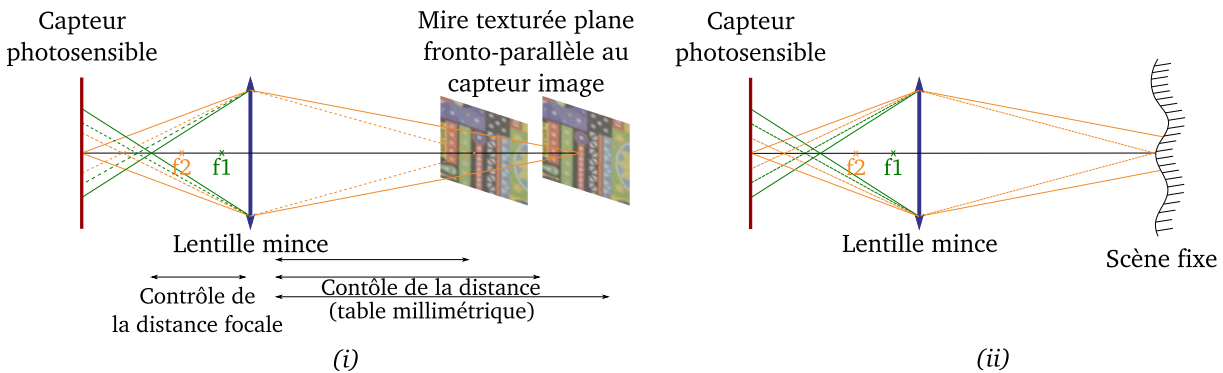 Capteur
photosensible
Mire texturée plane
fronto-parallèle au
capteur image
f2
f1
Lentille mince
Contrôle de
la distance focale
Contôle de la distance
(table millimétrique)
(i)
Capteur
photosensible
f2
f1
Lentille mince
Scène fixe
(ii)